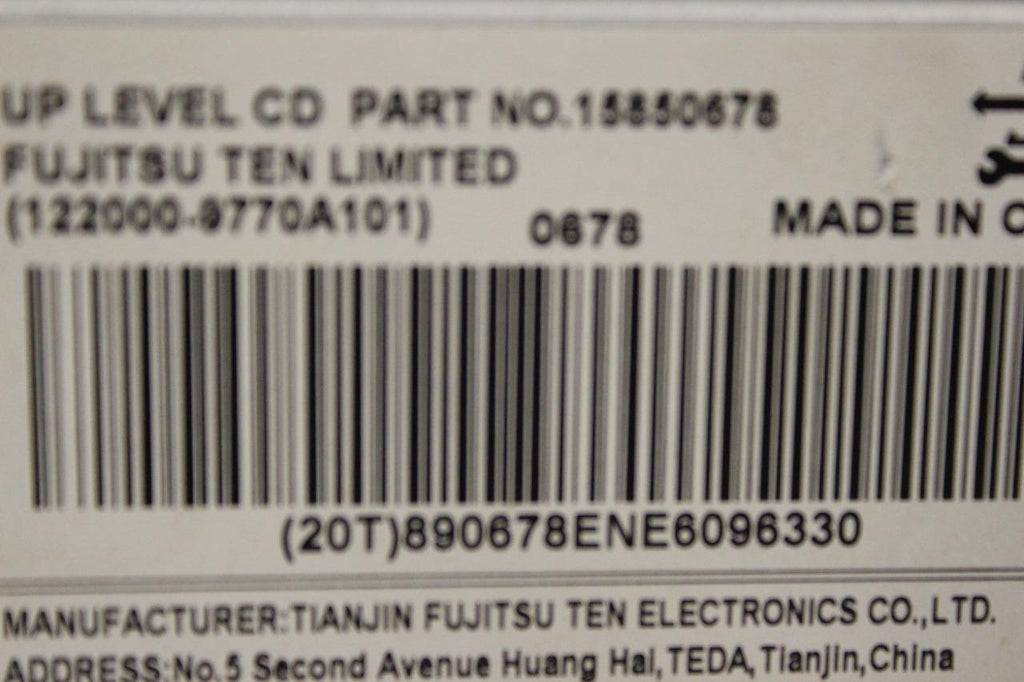 UP LEVEL CD PART NO.15850678
FUJITSU TEN LIMITED
(122000-9770A101)
0678
MADE IN C
(20T)890678ENE6096330
MANUFACTURER:TIANJIN FUJITSU TEN ELECTRONICS CO.,LTD.
ADDRESS:No.5 Second Avenue Huang Hai,TEDA,Tianjin,China